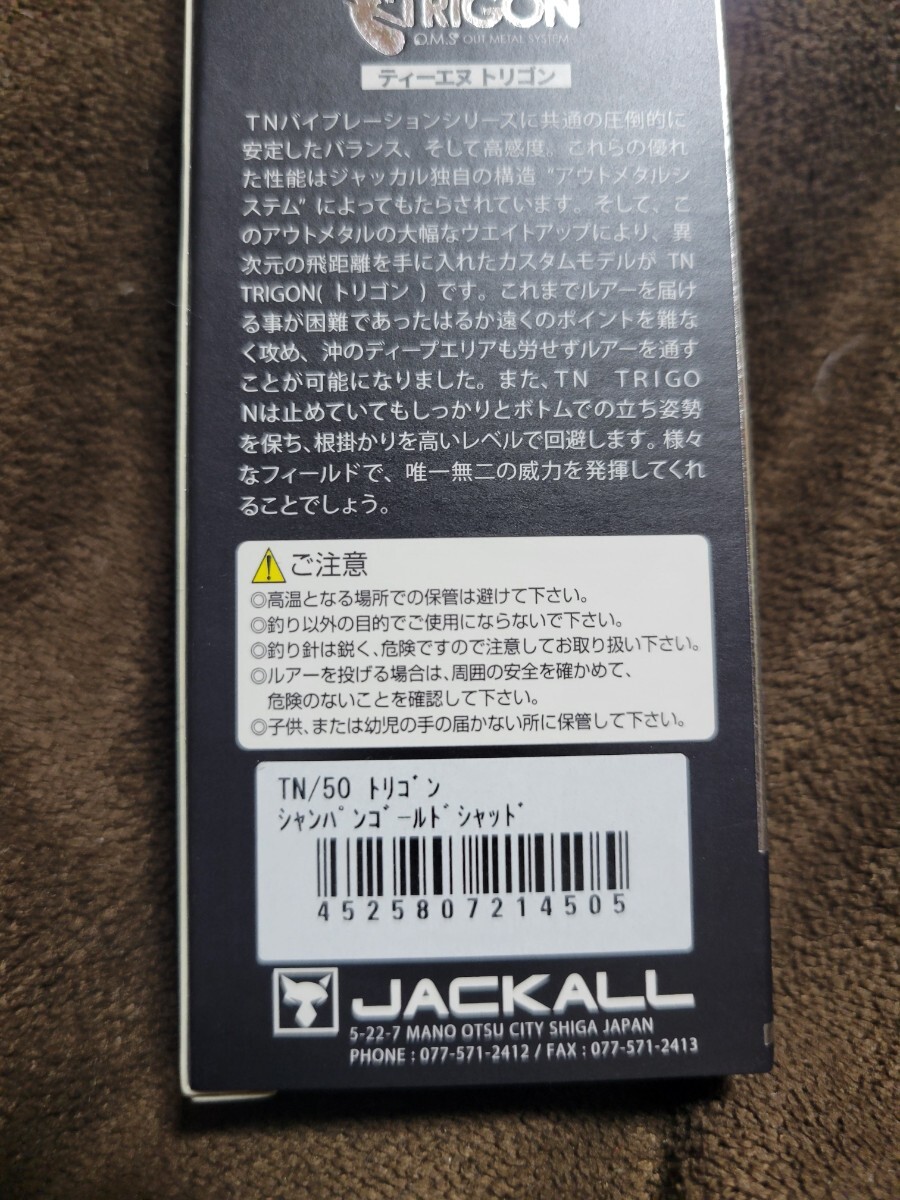 TRIGON
O.M.S OUT METAL SYSTEM
ティーエヌ トリゴン
TNバイブレーションシリーズに共通の圧倒的に
安定したバランス、そして高感度。これらの優れ
た性能はジャッカル独自の構造 "アウトメタルシ
ステム" によってもたらされています。そして、こ
のアウトメタルの大幅なウエイトアップにより、異
次元の飛距離を手に入れたカスタムモデルが TN
TRIGON( トリゴン ) です。これまでルアーを届け
る事が困難であったはるか遠くのポイントを難な
く攻め、沖のディープエリアも労せずルアーを通す
ことが可能になりました。また、TN TRIGO
Nは止めていてもしっかりとボトムでの立ち姿勢
を保ち、根掛かりを高いレベルで回避します。様々
なフィールドで、唯一無二の威力を発揮してくれ
ることでしょう。
ご注意
◎高温となる場所での保管は避けて下さい。
◎釣り以外の目的でご使用にならないで下さい。
◎釣り針は鋭く、危険ですので注意してお取り扱い下さい。
◎ルアーを投げる場合は、周囲の安全を確かめて、
危険のないことを確認して下さい。
◎子供、または幼児の手の届かない所に保管して下さい。
TN/50 ﾄﾘｺﾞﾝ
ｼｬﾝﾊﾟﾝｺﾞｰﾙﾄﾞｼｬｯﾄﾞ
4525807214505
JACKALL
5-22-7 MANO OTSU CITY SHIGA JAPAN
PHONE : 077-571-2412 / FAX : 077-571-2413